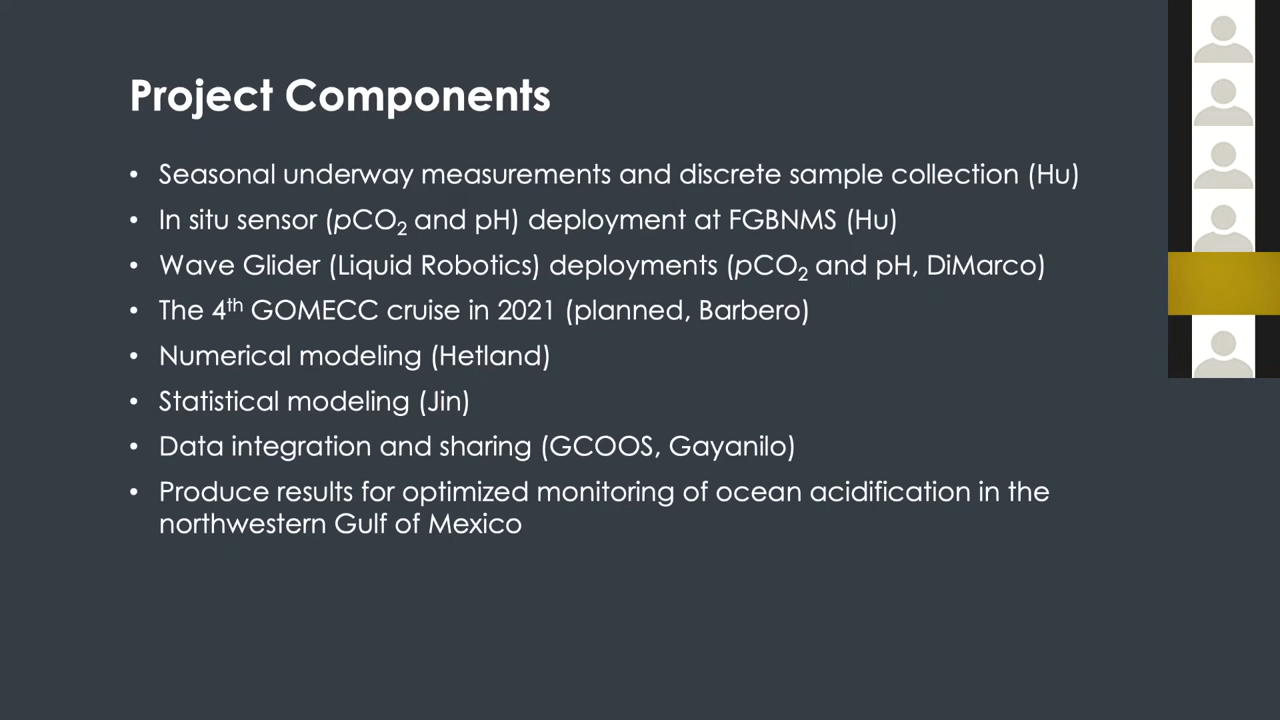 Project Components
• Seasonal underway measurements and discrete sample collection (Hu)
• In situ sensor (pCO₂ and pH) deployment at FGBNMS (Hu)
• Wave Glider (Liquid Robotics) deployments (pCO₂ and pH, DiMarco)
• The 4th GOMECC cruise in 2021 (planned, Barbero)
• Numerical modeling (Hetland)
• Statistical modeling (Jin)
• Data integration and sharing (GCOOS, Gayanilo)
• Produce results for optimized monitoring of ocean acidification in the
northwestern Gulf of Mexico